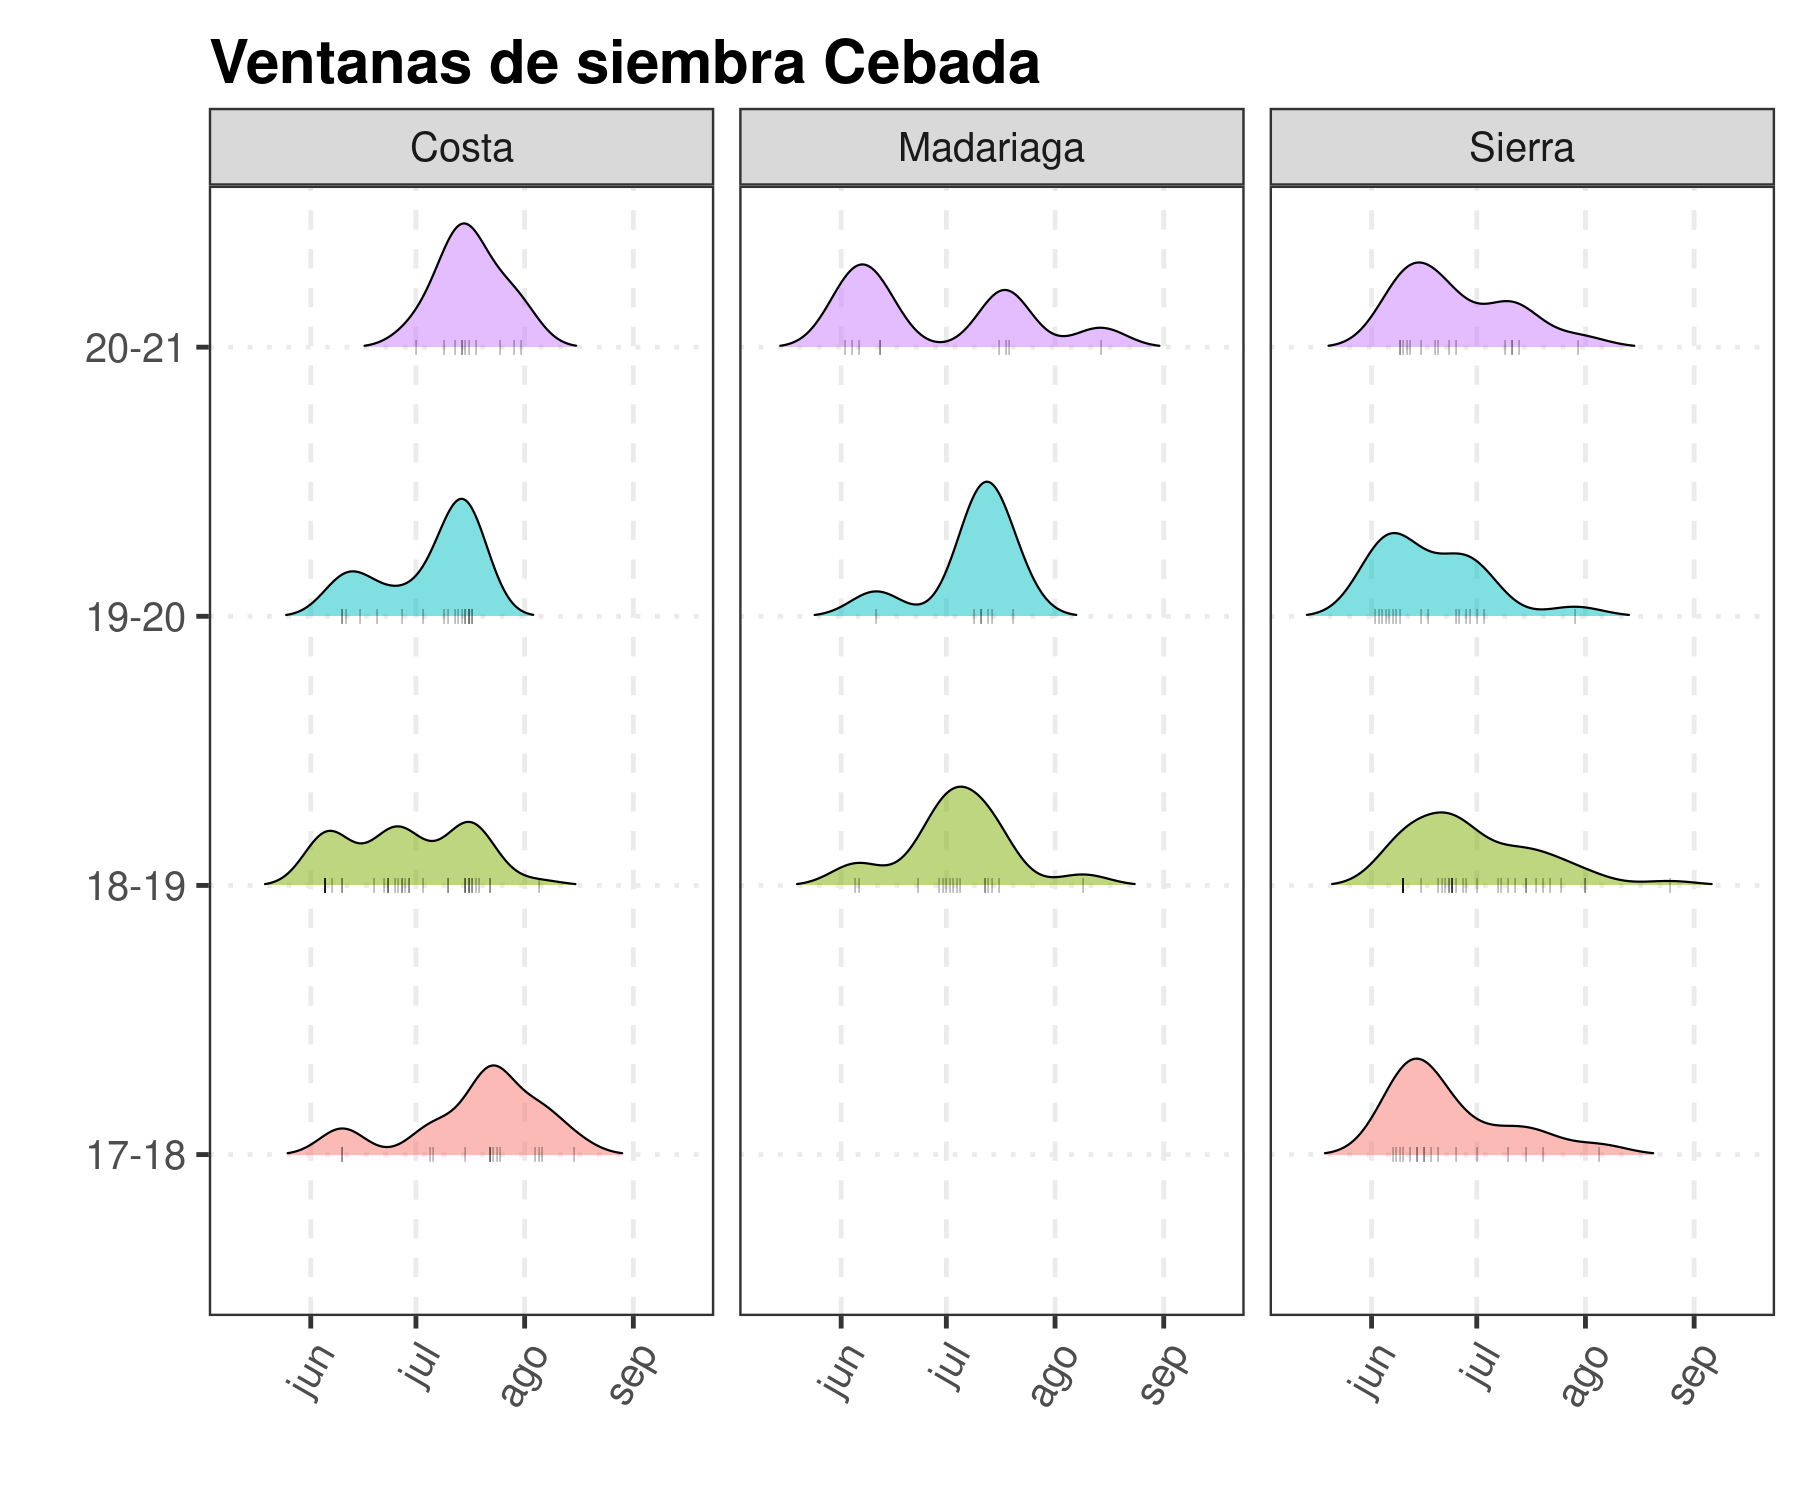 Ventanas de siembra Cebada
Costa Madariaga Sierra
20-21
19-20
18-19
17-18
jun jul ago sep jun jul ago sep jun jul ago sep